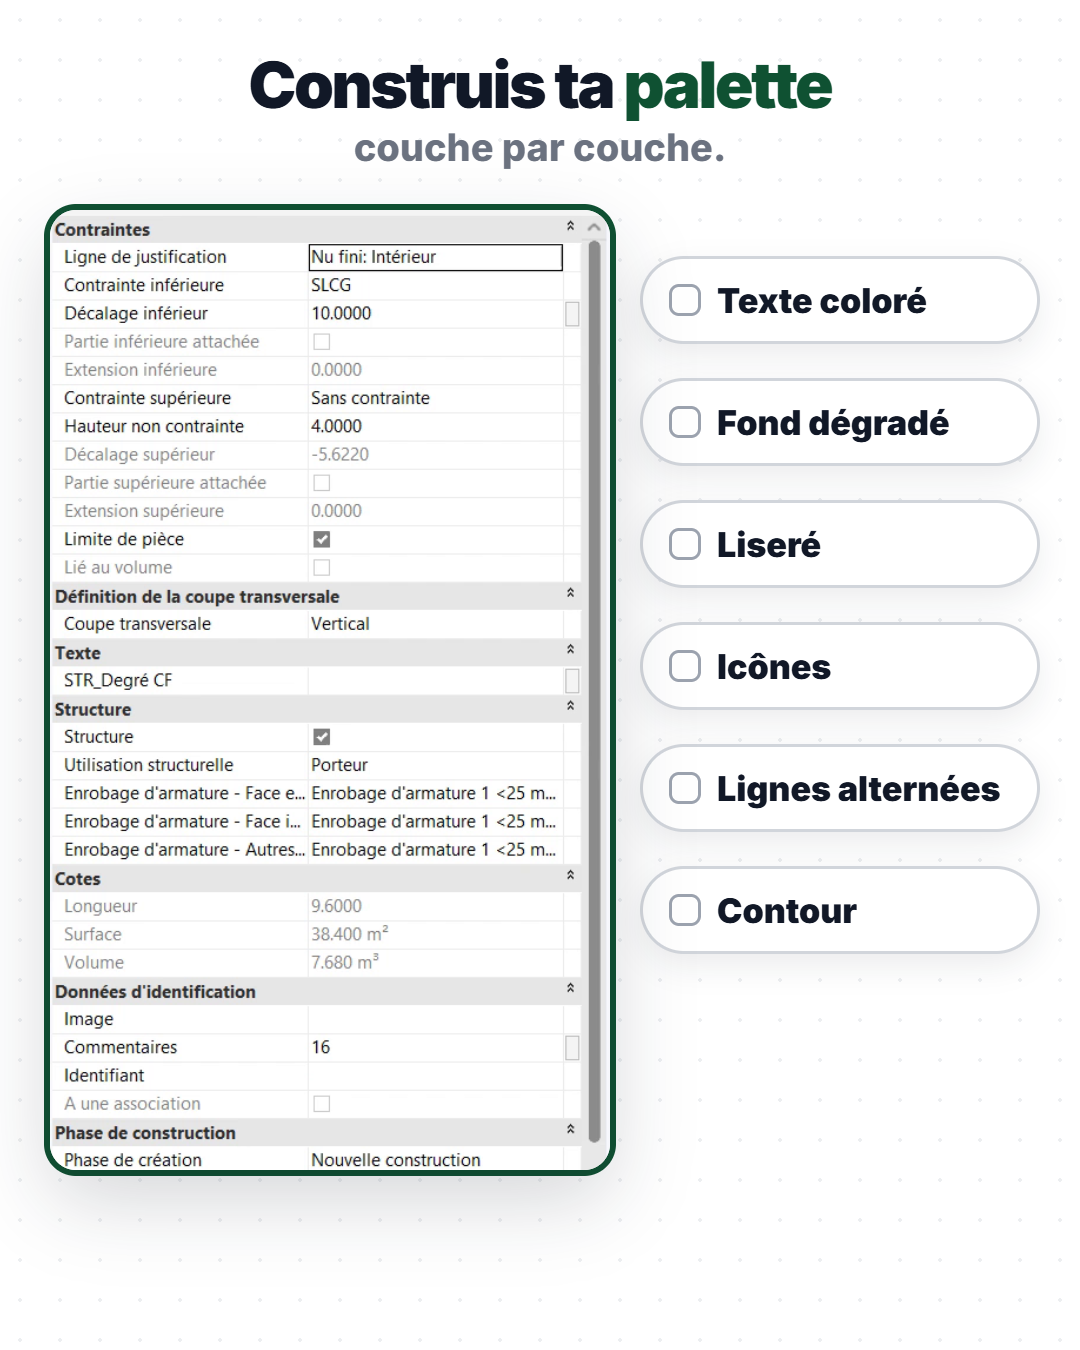 Construis ta palette
couche par couche.
Contraintes
Ligne de justification Nu fini: Intérieur
Contrainte inférieure SLCG
Décalage inférieur 10.0000
Partie inférieure attachée
Extension inférieure 0.0000
Contrainte supérieure Sans contrainte
Hauteur non contrainte 4.0000
Décalage supérieur -5.6220
Partie supérieure attachée
Extension supérieure 0.0000
Limite de pièce
Lié au volume
Définition de la coupe transversale
Coupe transversale Vertical
Texte
STR_Degré CF
Structure
Structure
Utilisation structurelle Porteur
Enrobage d'armature - Face e... Enrobage d'armature 1 <25 m...
Enrobage d'armature - Face i... Enrobage d'armature 1 <25 m...
Enrobage d'armature - Autres... Enrobage d'armature 1 <25 m...
Cotes
Longueur 9.6000
Surface 38.400 m²
Volume 7.680 m³
Données d'identification
Image
Commentaires 16
Identifiant
A une association
Phase de construction
Phase de création Nouvelle construction
Texte coloré
Fond dégradé
Liseré
Icônes
Lignes alternées
Contour